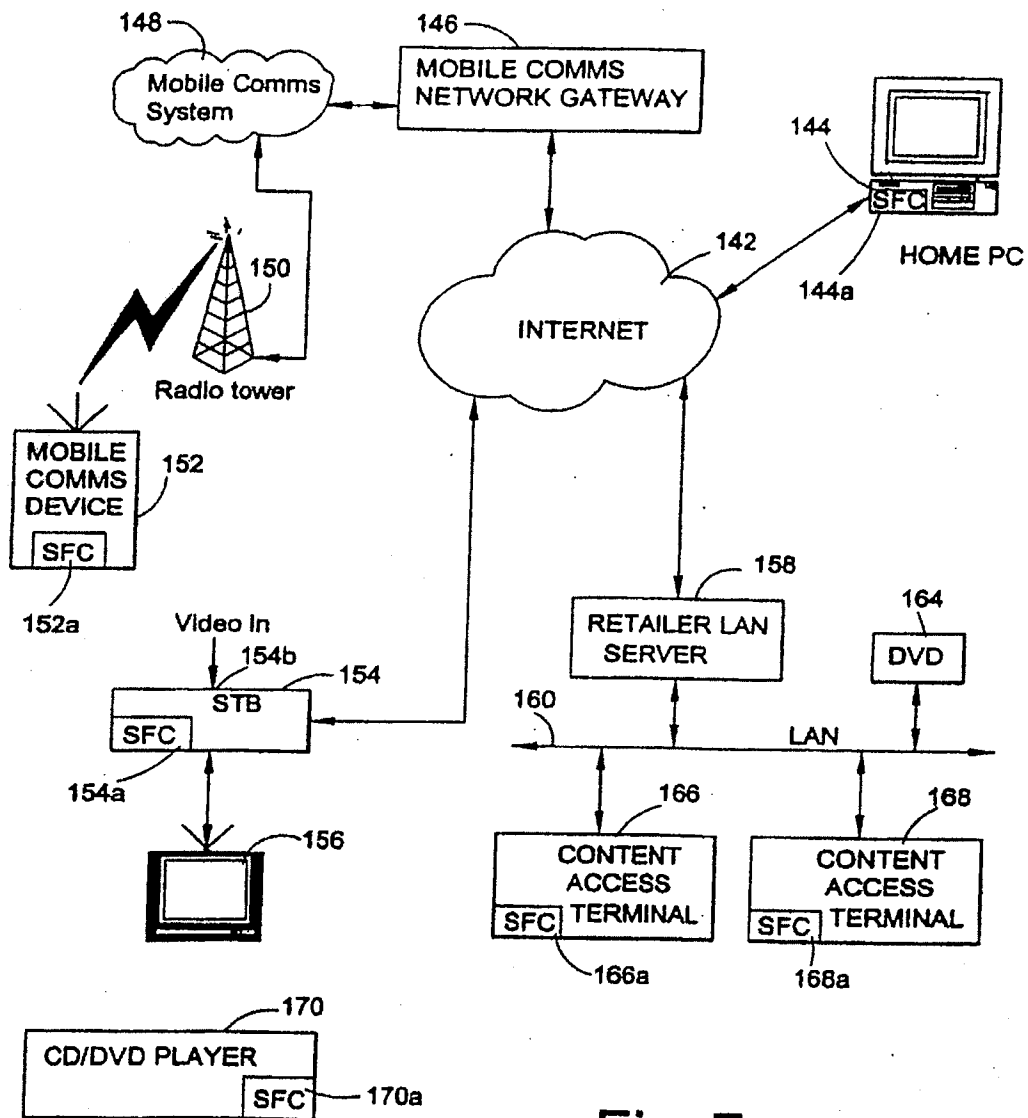 148
146
Mobile Comms
System
MOBILE COMMS
NETWORK GATEWAY
144
SFC
144a
HOME PC
142
INTERNET
150
Radio tower
MOBILE
COMMS
DEVICE
SFC
152
152a
Video In
154b
154
STB
SFC
154a
156
158
RETAILER LAN
SERVER
164
DVD
160
LAN
166
CONTENT
ACCESS
TERMINAL
SFC
166a
168
CONTENT
ACCESS
TERMINAL
SFC
168a
170
CD/DVD PLAYER
SFC
170a